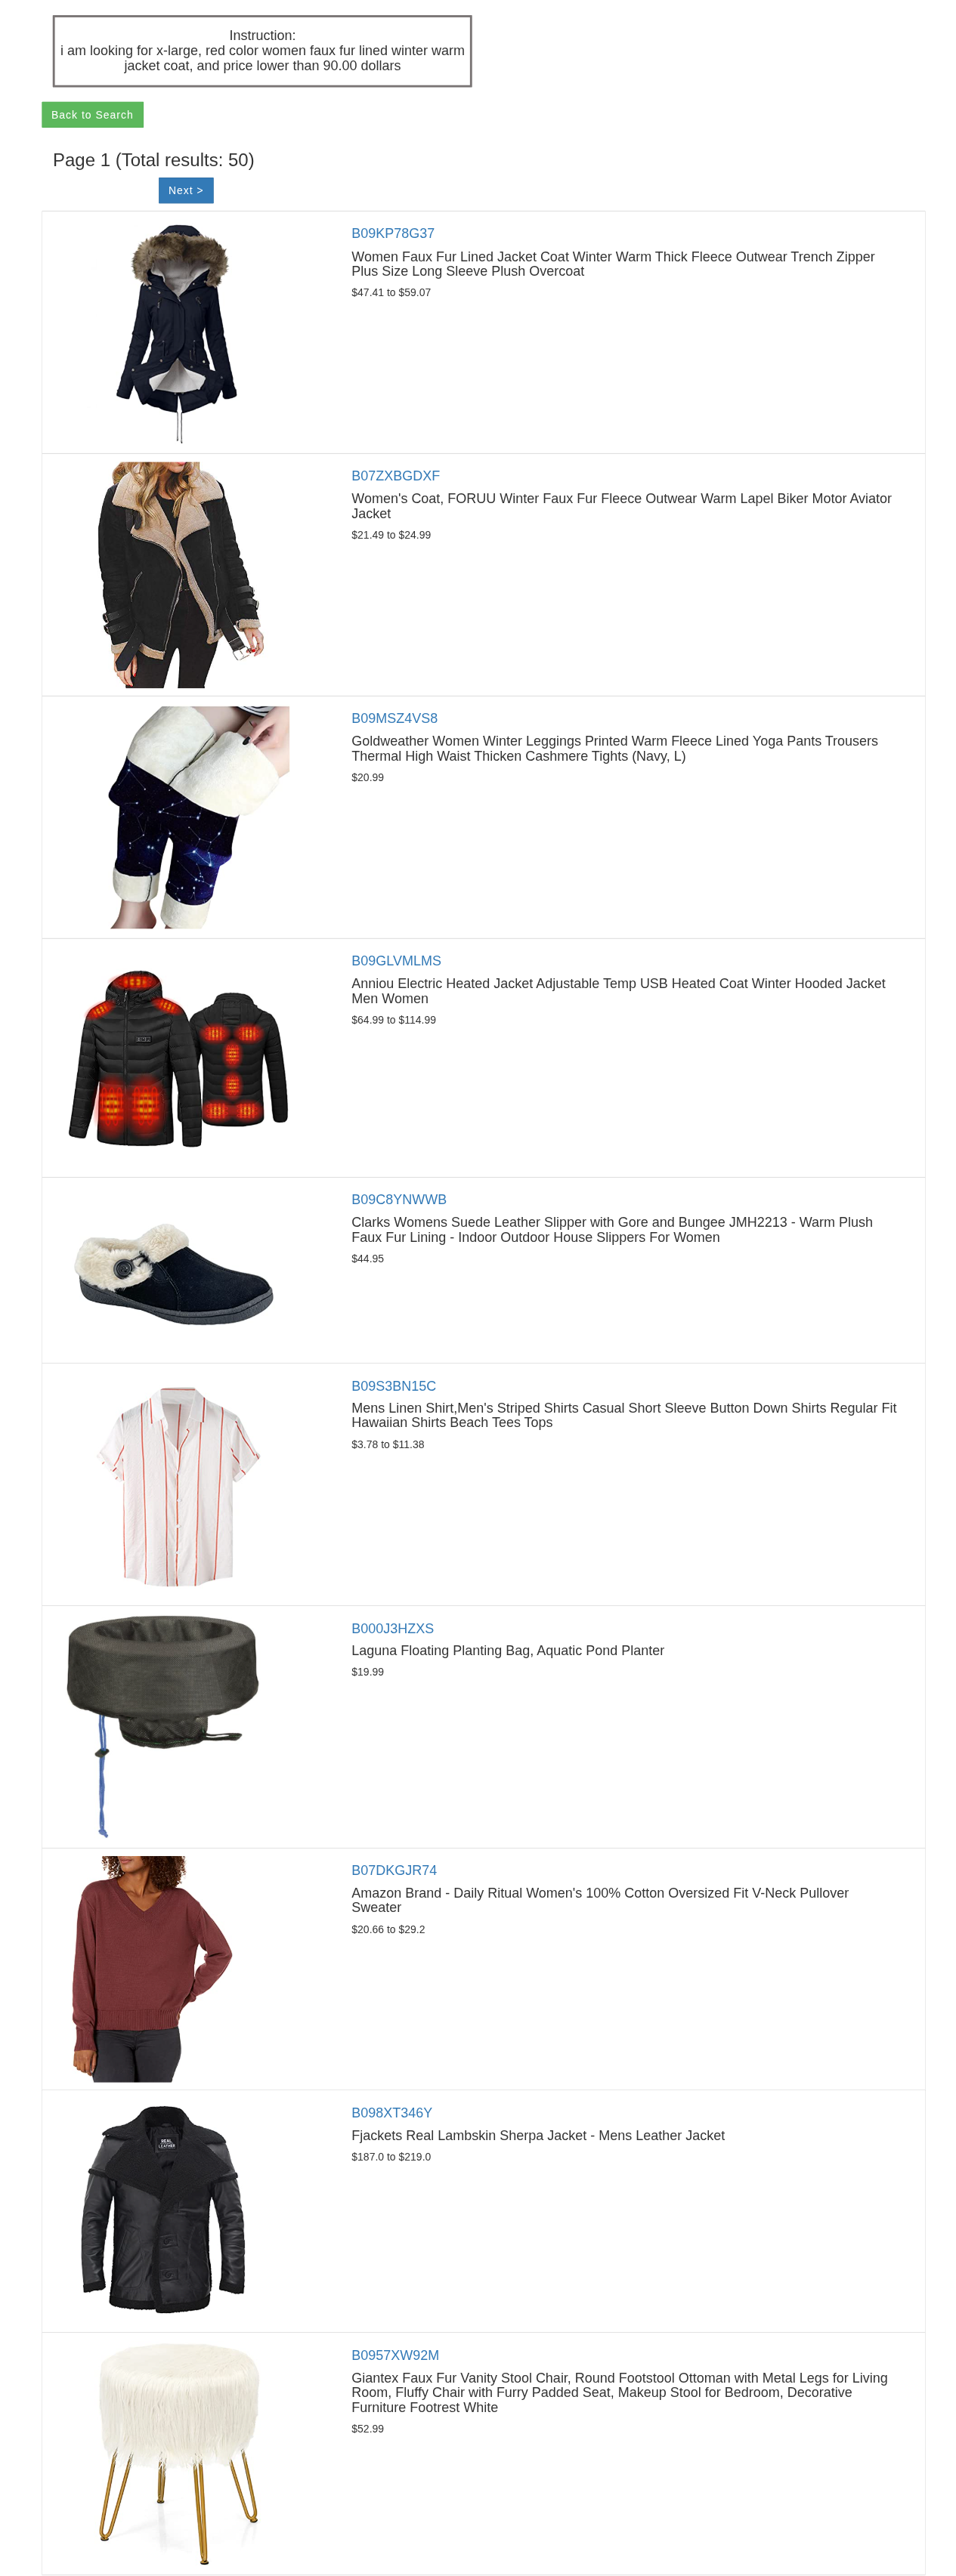 Instruction:
i am looking for x-large, red color women faux fur lined winter warm
jacket coat, and price lower than 90.00 dollars
Back to Search
Page 1 (Total results: 50)
Next >
B09KP78G37
Women Faux Fur Lined Jacket Coat Winter Warm Thick Fleece Outwear Trench Zipper
Plus Size Long Sleeve Plush Overcoat
$47.41 to $59.07
B07ZXBGDXF
Women's Coat, FORUU Winter Faux Fur Fleece Outwear Warm Lapel Biker Motor Aviator
Jacket
$21.49 to $24.99
B09MSZ4VS8
Goldweather Women Winter Leggings Printed Warm Fleece Lined Yoga Pants Trousers
Thermal High Waist Thicken Cashmere Tights (Navy, L)
$20.99
B09GLVMLMS
Anniou Electric Heated Jacket Adjustable Temp USB Heated Coat Winter Hooded Jacket
Men Women
$64.99 to $114.99
B09C8YNWWB
Clarks Womens Suede Leather Slipper with Gore and Bungee JMH2213 - Warm Plush
Faux Fur Lining - Indoor Outdoor House Slippers For Women
$44.95
B09S3BN15C
Mens Linen Shirt,Men's Striped Shirts Casual Short Sleeve Button Down Shirts Regular Fit
Hawaiian Shirts Beach Tees Tops
$3.78 to $11.38
B000J3HZXS
Laguna Floating Planting Bag, Aquatic Pond Planter
$19.99
B07DKGJR74
Amazon Brand - Daily Ritual Women's 100% Cotton Oversized Fit V-Neck Pullover
Sweater
$20.66 to $29.2
B098XT346Y
Fjackets Real Lambskin Sherpa Jacket - Mens Leather Jacket
$187.0 to $219.0
REAL
LEATHER
B0957XW92M
Giantex Faux Fur Vanity Stool Chair, Round Footstool Ottoman with Metal Legs for Living
Room, Fluffy Chair with Furry Padded Seat, Makeup Stool for Bedroom, Decorative
Furniture Footrest White
$52.99